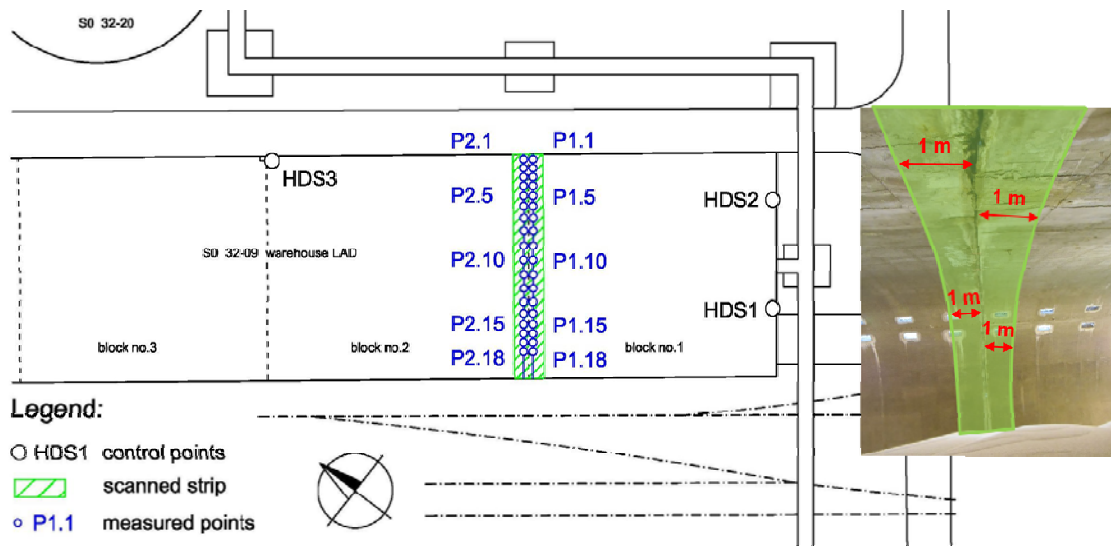 S0 32-20
P2.1 P1.1
HDS3
P2.5 P1.5
HDS2
S0 32-09 warehouse LAD
P2.10 P1.10
HDS1
P2.15 P1.15
block no.3 block no.2 block no.1
P2.18 P1.18
1 m
1 m
1 m
1 m
Legend:
HDS1 control points
scanned strip
P1.1 measured points